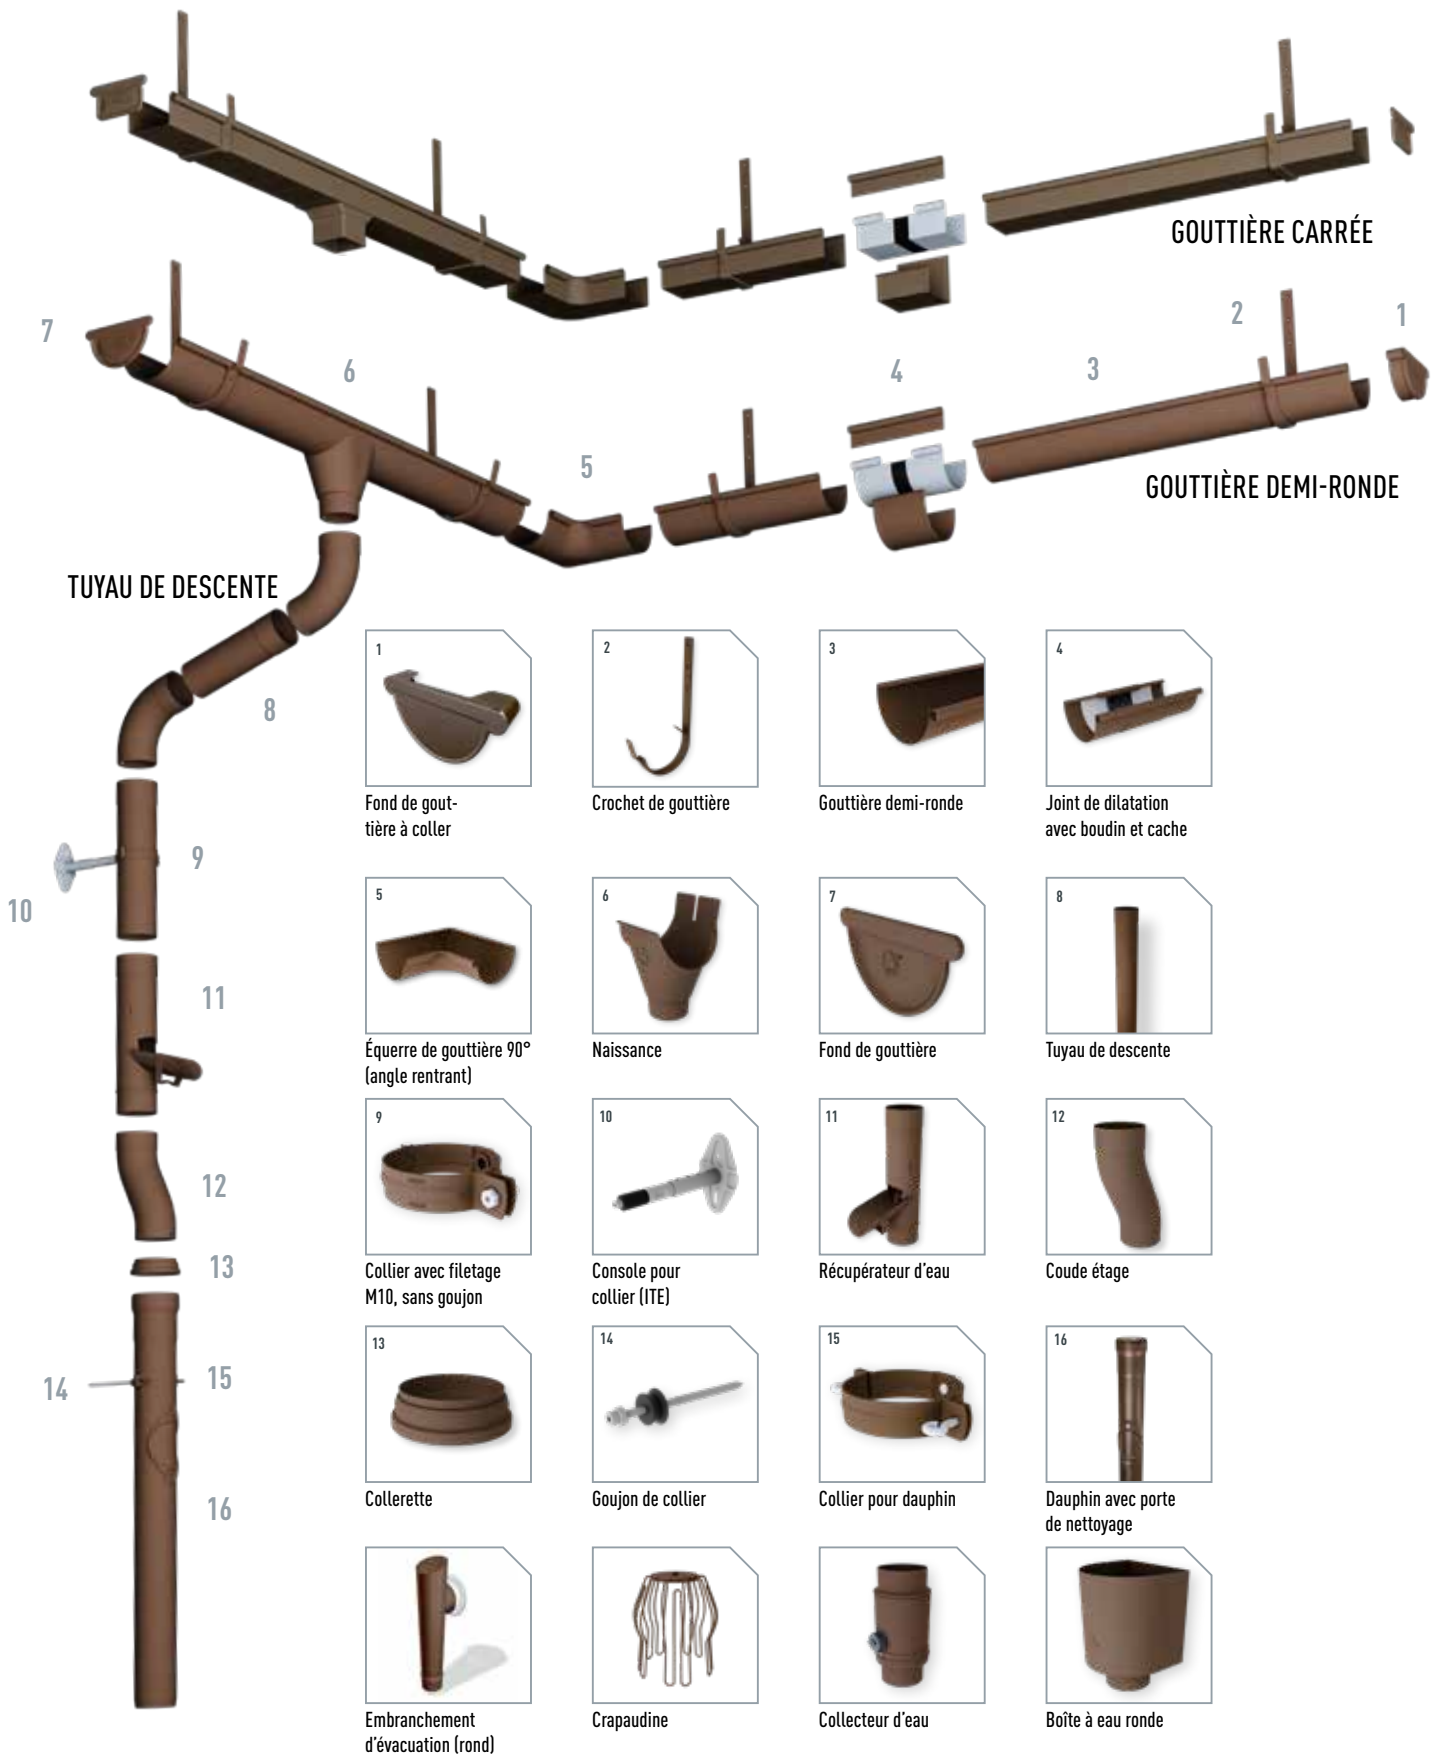 GOUTTIÈRE CARRÉE
7
6
5
4
3
2
1
GOUTTIÈRE DEMI-RONDE
TUYAU DE DESCENTE
8
9
10
11
12
13
14
15
16
1
Fond de gout-
tière à coller
2
Crochet de gouttière
3
Gouttière demi-ronde
4
Joint de dilatation
avec boudin et cache
5
Équerre de gouttière 90°
(angle rentrant)
6
Naissance
7
Fond de gouttière
8
Tuyau de descente
9
Collier avec filetage
M10, sans goujon
10
Console pour
collier (ITE)
11
Récupérateur d'eau
12
Coude étage
13
Collerette
14
Goujon de collier
15
Collier pour dauphin
16
Dauphin avec porte
de nettoyage
Embranchement
d'évacuation (rond)
Crapaudine
Collecteur d'eau
Boîte à eau ronde